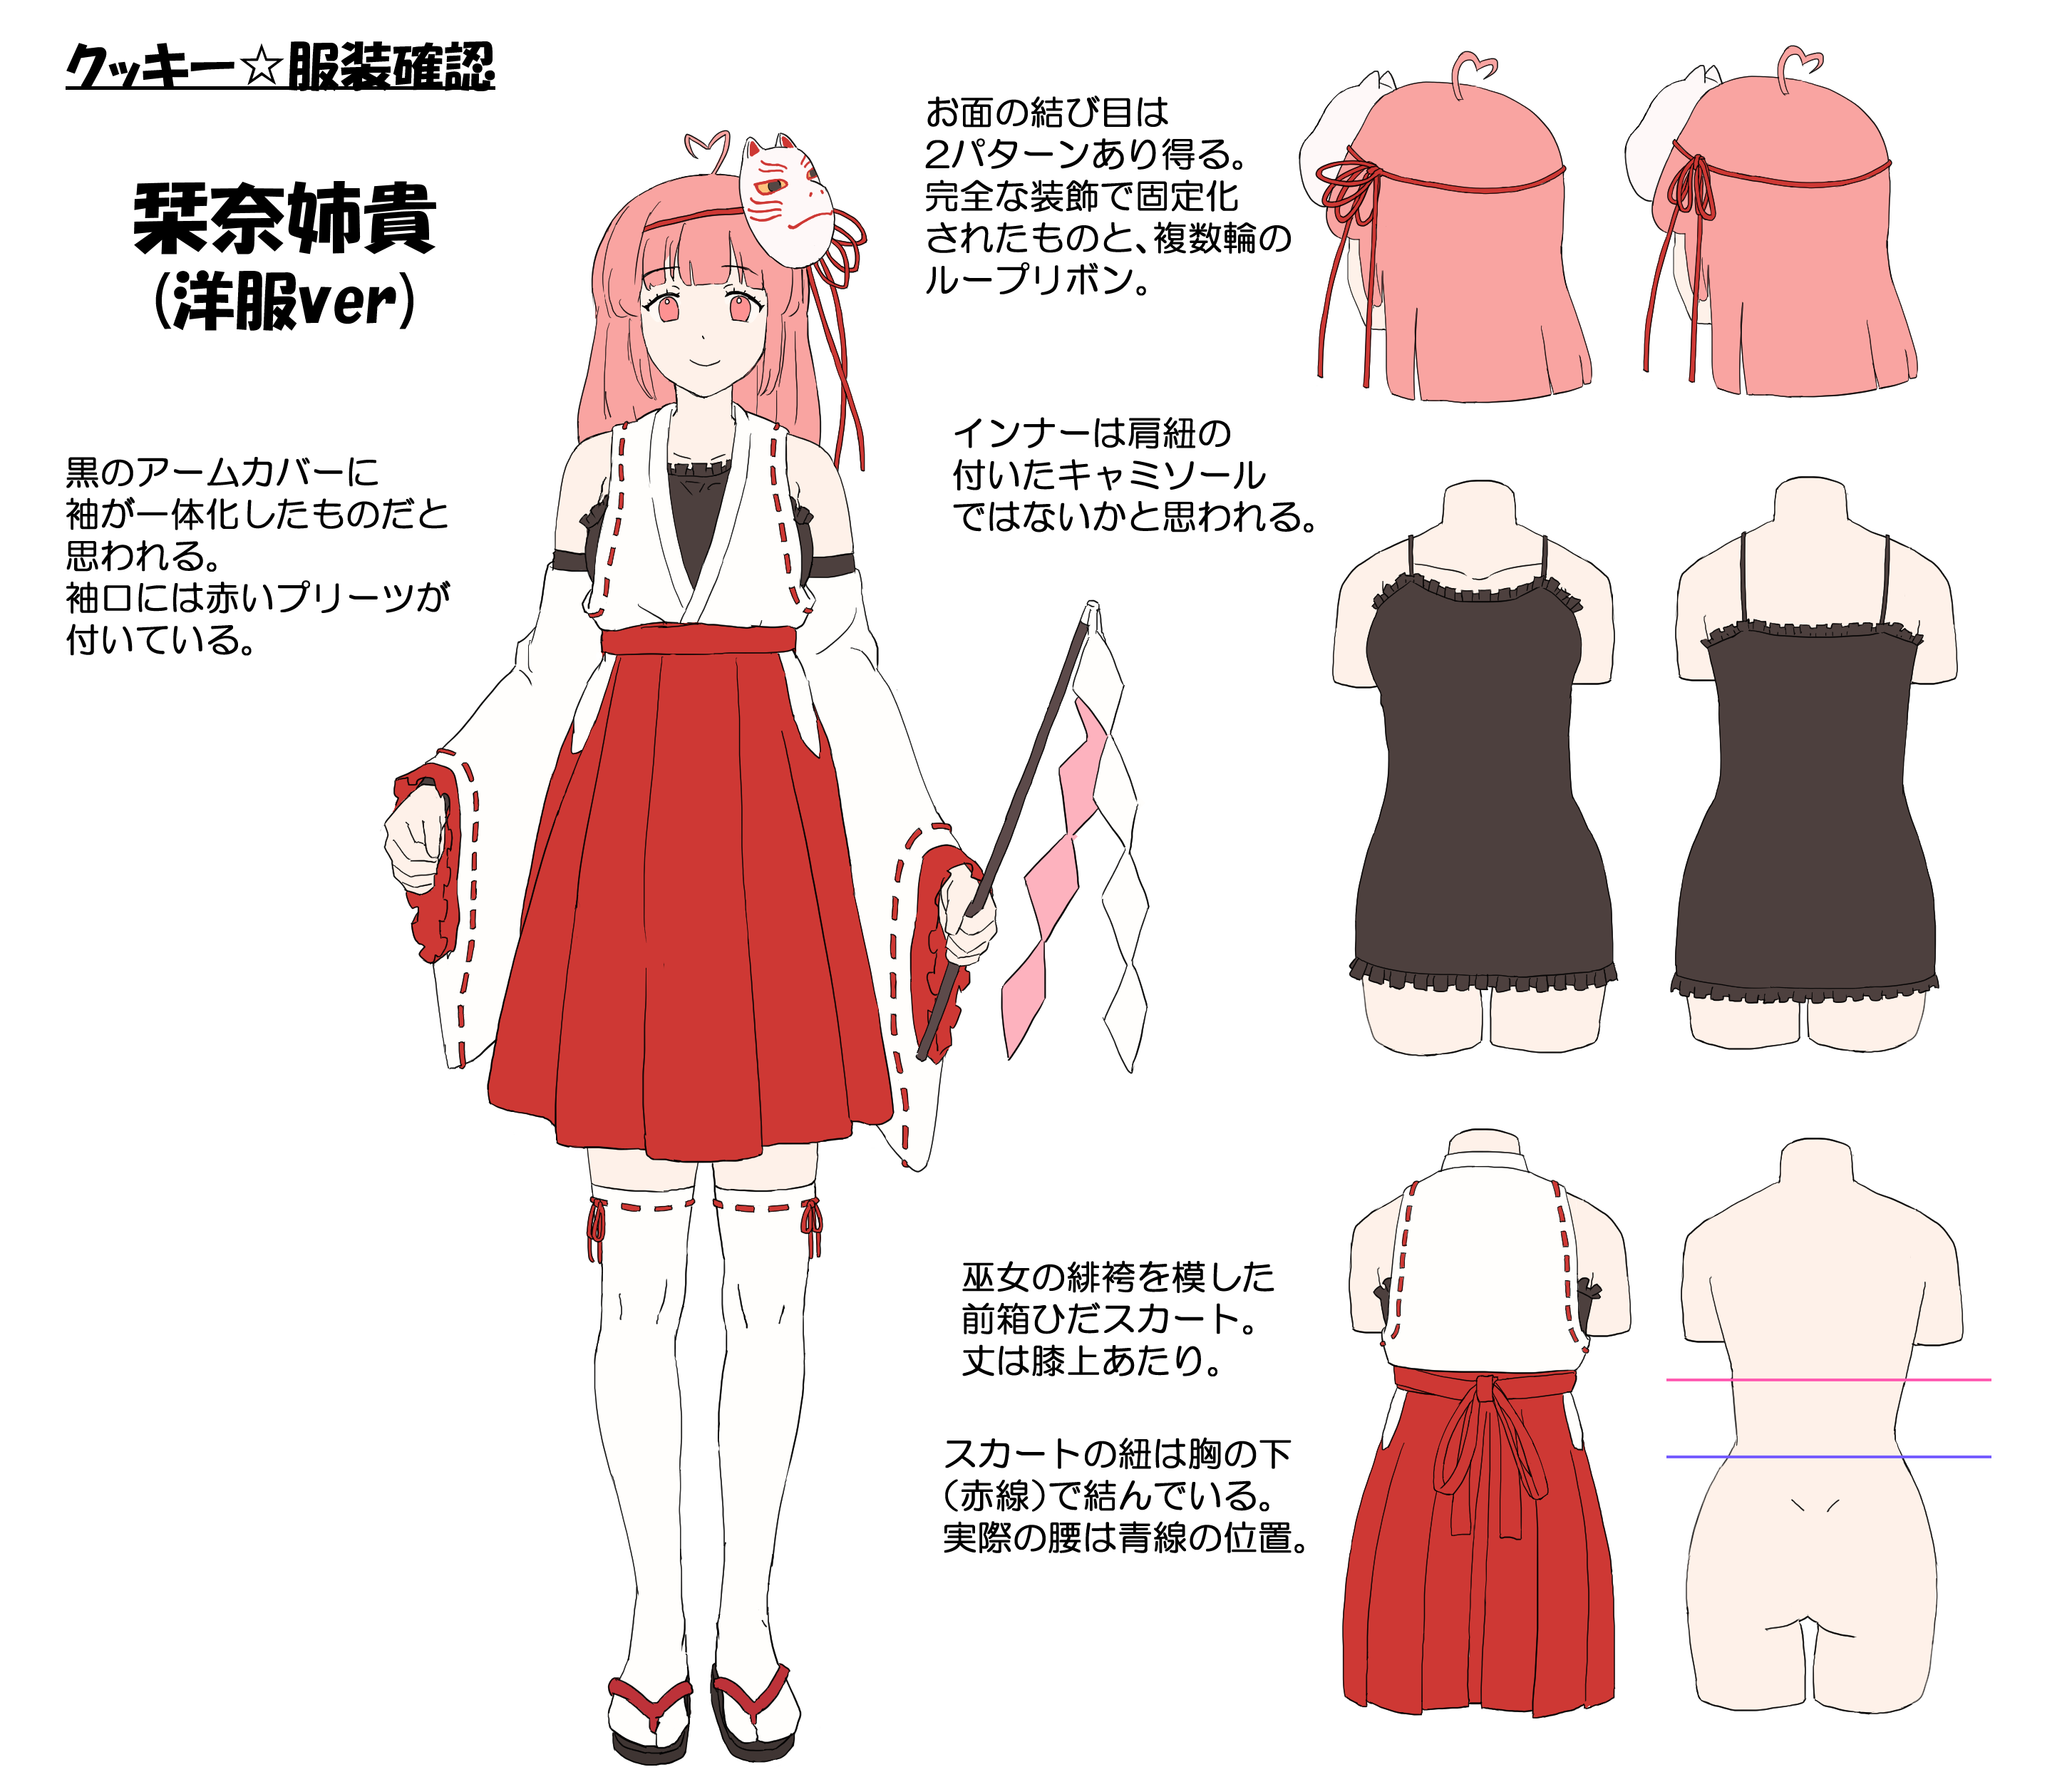 クッキー☆服装確認
栞奈姉貴
(洋服ver)
黒のアームカバーに
袖が一体化したものだと
思われる。
袖口には赤いプリーツが
付いている。
お面の結び目は
2パターンあり得る。
完全な装飾で固定化
されたものと、複数輪の
ループリボン。
インナーは肩紐の
付いたキャミソール
ではないかと思われる。
巫女の緋袴を模した
前箱ひだスカート。
丈は膝上あたり。
スカートの紐は胸の下
(赤線)で結んでいる。
実際の腰は青線の位置。